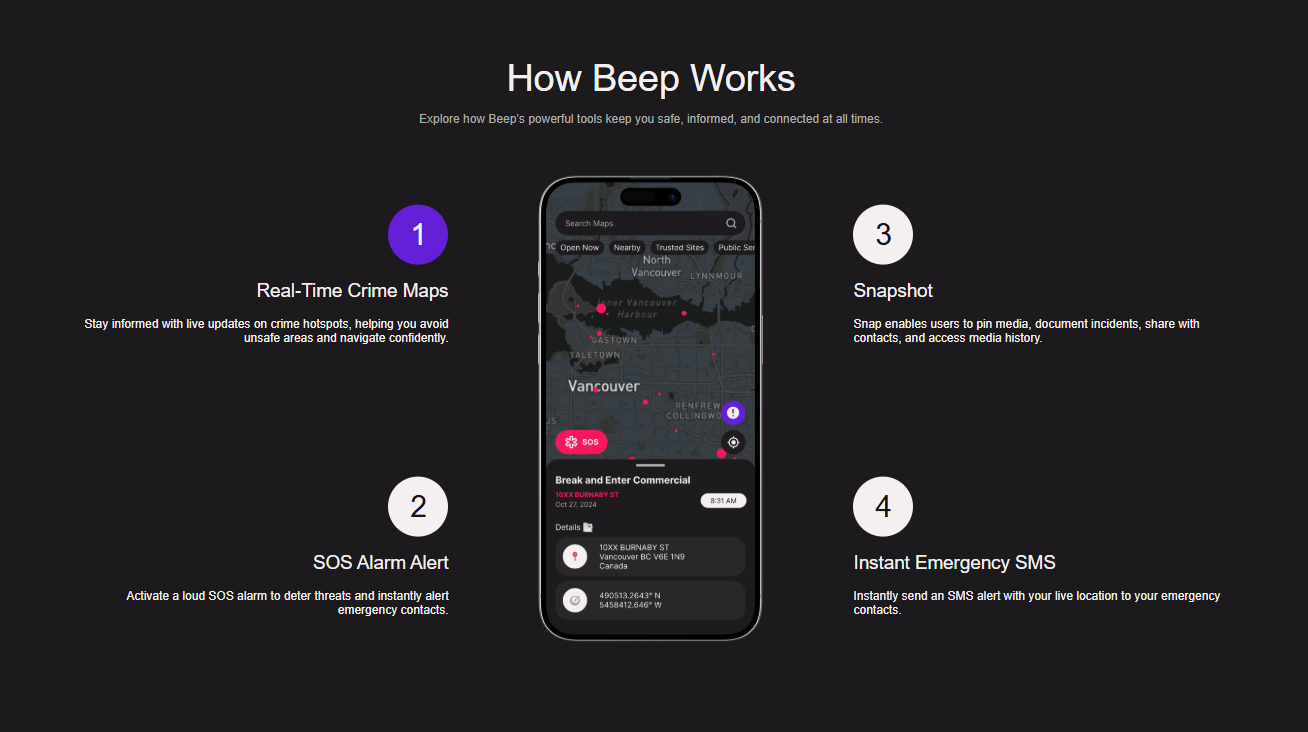 How Beep Works
Explore how Beep's powerful tools keep you safe, informed, and connected at all times.
1
Real-Time Crime Maps
Stay informed with live updates on crime hotspots, helping you avoid
unsafe areas and navigate confidently.
2
SOS Alarm Alert
Activate a loud SOS alarm to deter threats and instantly alert
emergency contacts.
Search Maps
Open Now Nearby Trusted Sites Public Ser
North
Vancouver
LYNNMOUR
Inner Vancouver
Harbour
GASTOWN
YALETOWN
Vancouver
RENFREW
COLLINGWO
SOS
Break and Enter Commercial
10XX BURNABY ST
Oct 27, 2024
8:31 AM
Details
10XX BURNABY ST
Vancouver BC V6E 1N9
Canada
490513.2643° N
5458412.646° W
3
Snapshot
Snap enables users to pin media, document incidents, share with
contacts, and access media history.
4
Instant Emergency SMS
Instantly send an SMS alert with your live location to your emergency
contacts.